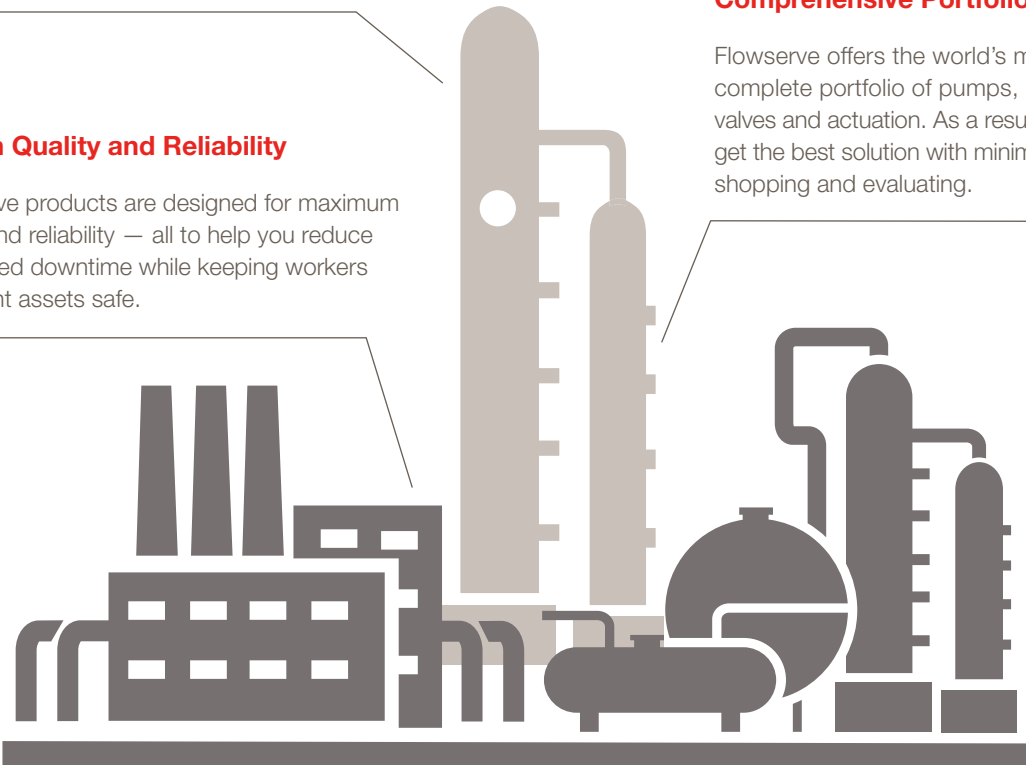 Comprehensive Portfolio
Flowserve offers the world’s m
complete portfolio of pumps,
valves and actuation. As a resu
get the best solution with minim
shopping and evaluating.
Quality and Reliability
ve products are designed for maximum
nd reliability — all to help you reduce
ed downtime while keeping workers
nt assets safe.